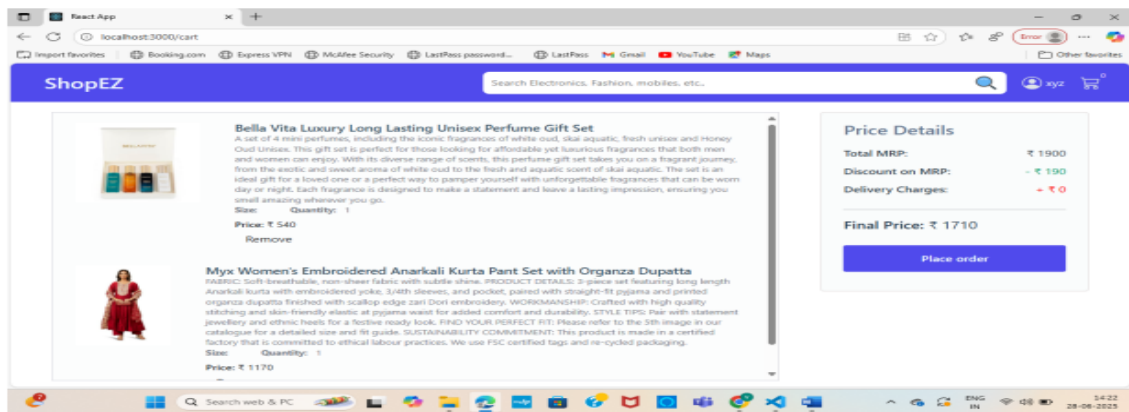 React App
localhost:3000/cart
Error
Import favorites Booking.com Express VPN McAfee Security LastPass password... LastPass Gmail YouTube Maps Other favorites
ShopEZ
Search Electronics, Fashion, mobiles, etc.,
xyz
0
Bella Vita Luxury Long Lasting Unisex Perfume Gift Set
A set of 4 mini perfumes, including the iconic fragrances of white oud, skai aquatic, fresh unisex and Honey
Oud Unisex. This gift set is perfect for those looking for affordable yet luxurious fragrances that both men
and women can enjoy. With its diverse range of scents, this perfume gift set takes you on a fragrant journey,
from the exotic and sweet aroma of white oud to the fresh and aquatic scent of skai aquatic. The set is an
ideal gift for a loved one or a perfect way to pamper yourself with unforgettable fragrances that can be worn
day or night. Each fragrance is designed to make a statement and leave a lasting impression, ensuring you
smell amazing wherever you go.
Size: Quantity: 1
Price: ₹ 540
Remove
Myx Women's Embroidered Anarkali Kurta Pant Set with Organza Dupatta
FABRIC: Soft-breathable, non-sheer fabric with subtle shine. PRODUCT DETAILS: 3-piece set featuring long length
Anarkali kurta with embroidered yoke, 3/4th sleeves, and pocket, paired with straight-fit pyjama and printed
organza dupatta finished with scallop edge zari Dori embroidery. WORKMANSHIP: Crafted with high quality
stitching and skin-friendly elastic at pyjama waist for added comfort and durability. STYLE TIPS: Pair with statement
jewellery and ethnic heels for a festive ready look. FIND YOUR PERFECT FIT: Please refer to the 5th image in our
catalogue for a detailed size and fit guide. SUSTAINABILITY COMMITMENT: This product is made in a certified
factory that is committed to ethical labour practices. We use FSC certified tags and re-cycled packaging.
Size: Quantity: 1
Price: ₹ 1170
Price Details
Total MRP: ₹ 1900
Discount on MRP: - ₹ 190
Delivery Charges: + ₹ 0
Final Price: ₹ 1710
Place order
Search web & PC
ENG
IN
14:22
28-06-2025